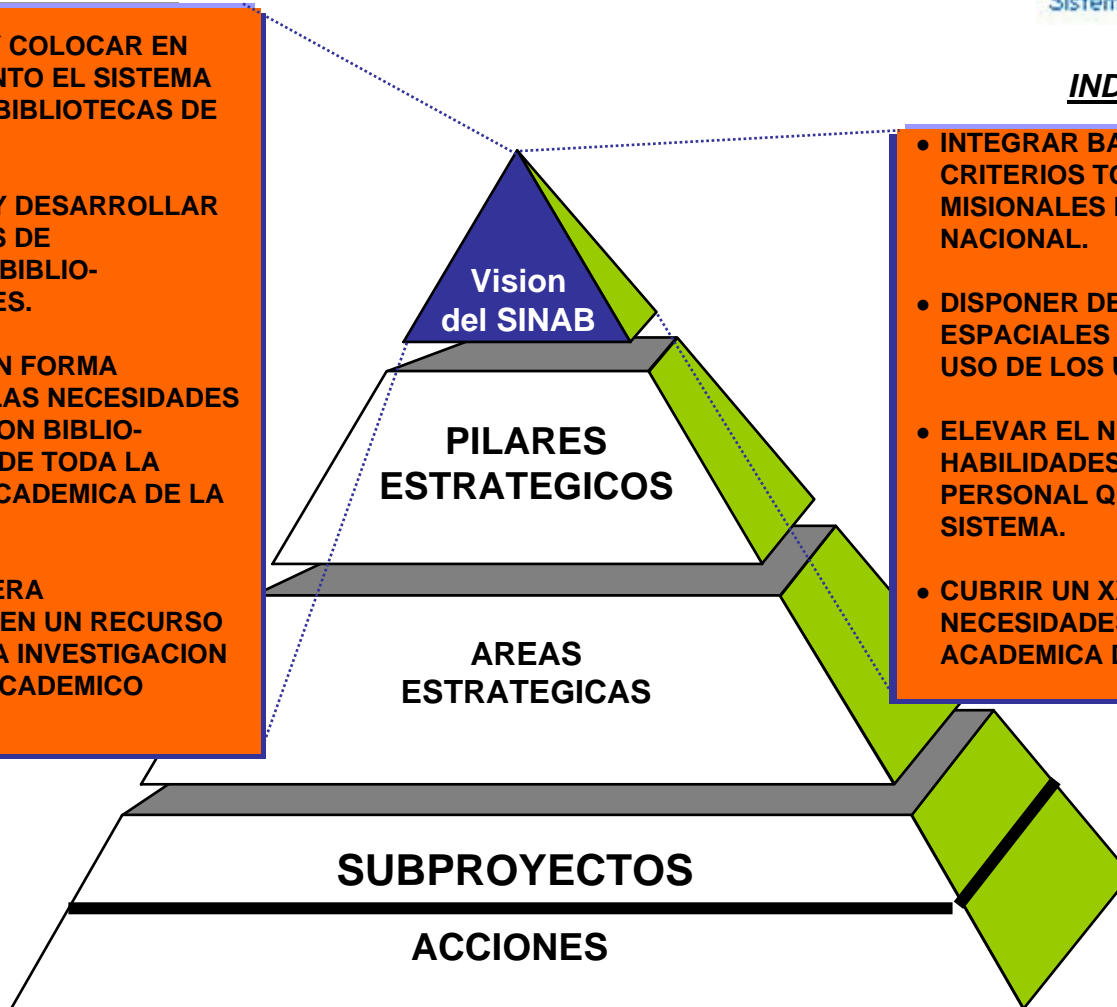 Y COLOCAR EN
NTO EL SISTEMA
BIBLIOTECAS DE
Y DESARROLLAR
S DE
BIBLIO-
ES.
N FORMA
LAS NECESIDADES
ON BIBLIO-
DE TODA LA
CADEMICA DE LA
ERA
EN UN RECURSO
A INVESTIGACION
CADEMICO
Vision
del SINAB
PILARES
ESTRATEGICOS
AREAS
ESTRATEGICAS
SUBPROYECTOS
ACCIONES
Sistem
IND
● INTEGRAR BA
CRITERIOS TO
MISIONALES
NACIONAL.
● DISPONER DE
ESPACIALES
USO DE LOS U
● ELEVAR EL N
HABILIDADES
PERSONAL Q
SISTEMA.
● CUBRIR UN X
NECESIDADES
ACADEMICA D